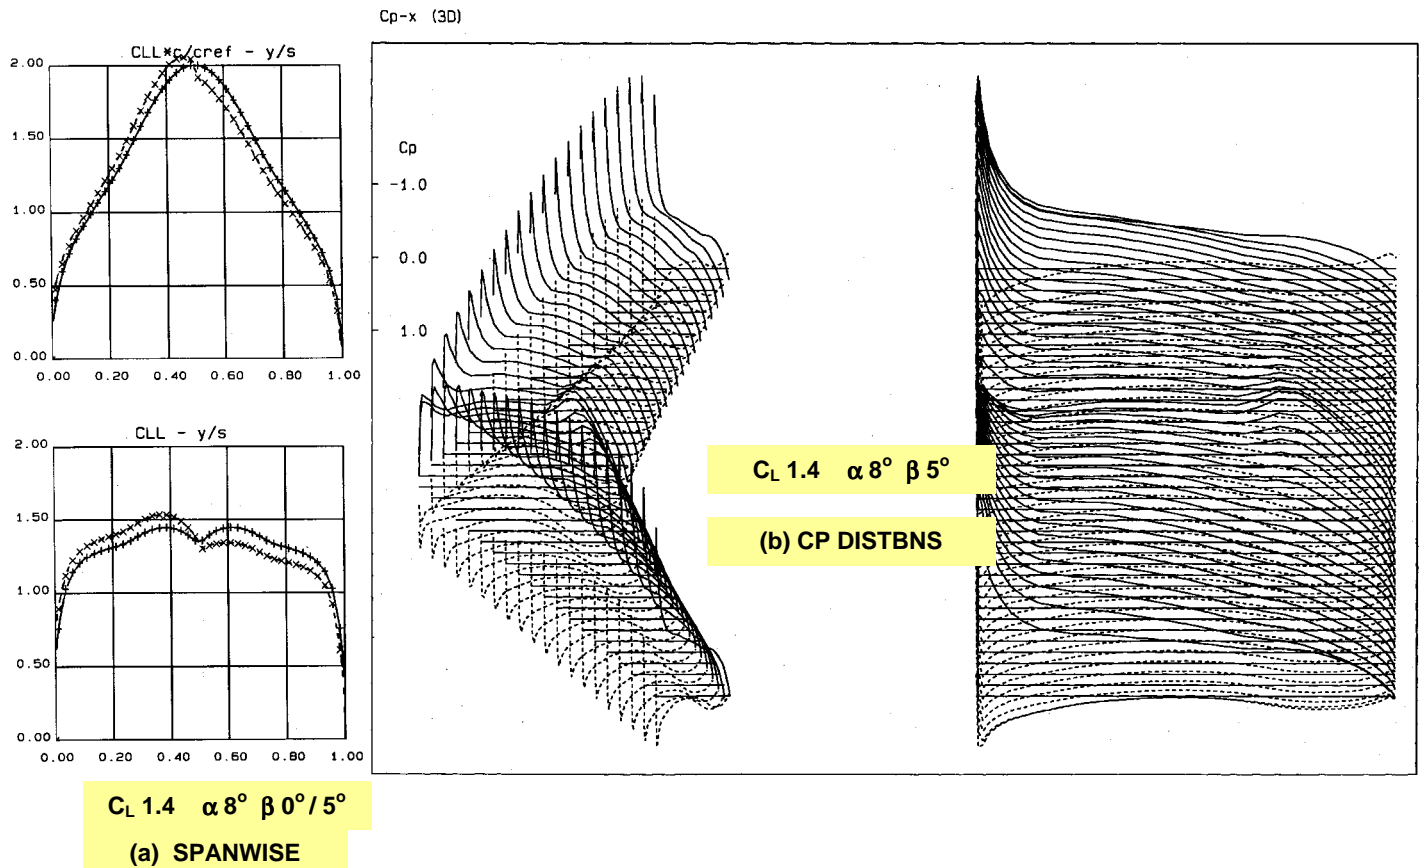 Cp-x (3D)
CLL*c/cref - y/s
2.00
1.50
1.00
0.50
0.00
0.00 0.20 0.40 0.60 0.80 1.00
CLL - y/s
2.00
1.50
1.00
0.50
0.00
0.00 0.20 0.40 0.60 0.80 1.00
CL 1.4 α 8° β 0° / 5°
(a) SPANWISE
Cp
-1.0
0.0
1.0
CL 1.4 α 8° β 5°
(b) CP DISTBNS